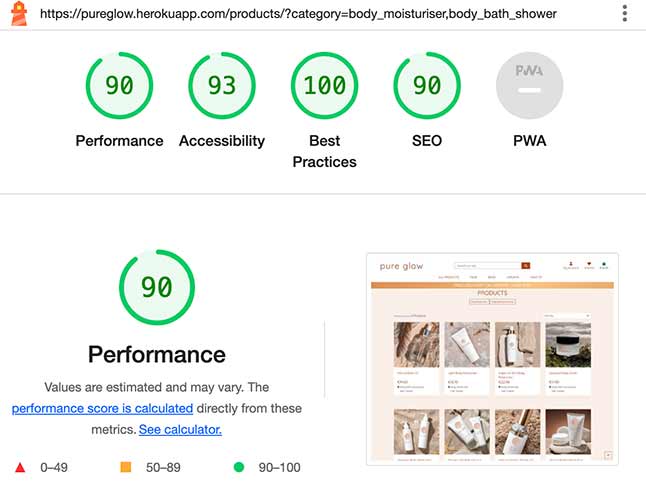 https://pureglow.herokuapp.com/products/?category=body_moisturiser,body_bath_shower
90
93
100
90
PWA
Performance
Accessibility
Best
Practices
SEO
PWA
90
Performance
Values are estimated and may vary. The
performance score is calculated directly from these
metrics. See calculator.
0–49
50–89
90–100
pure glow
PRODUCTS